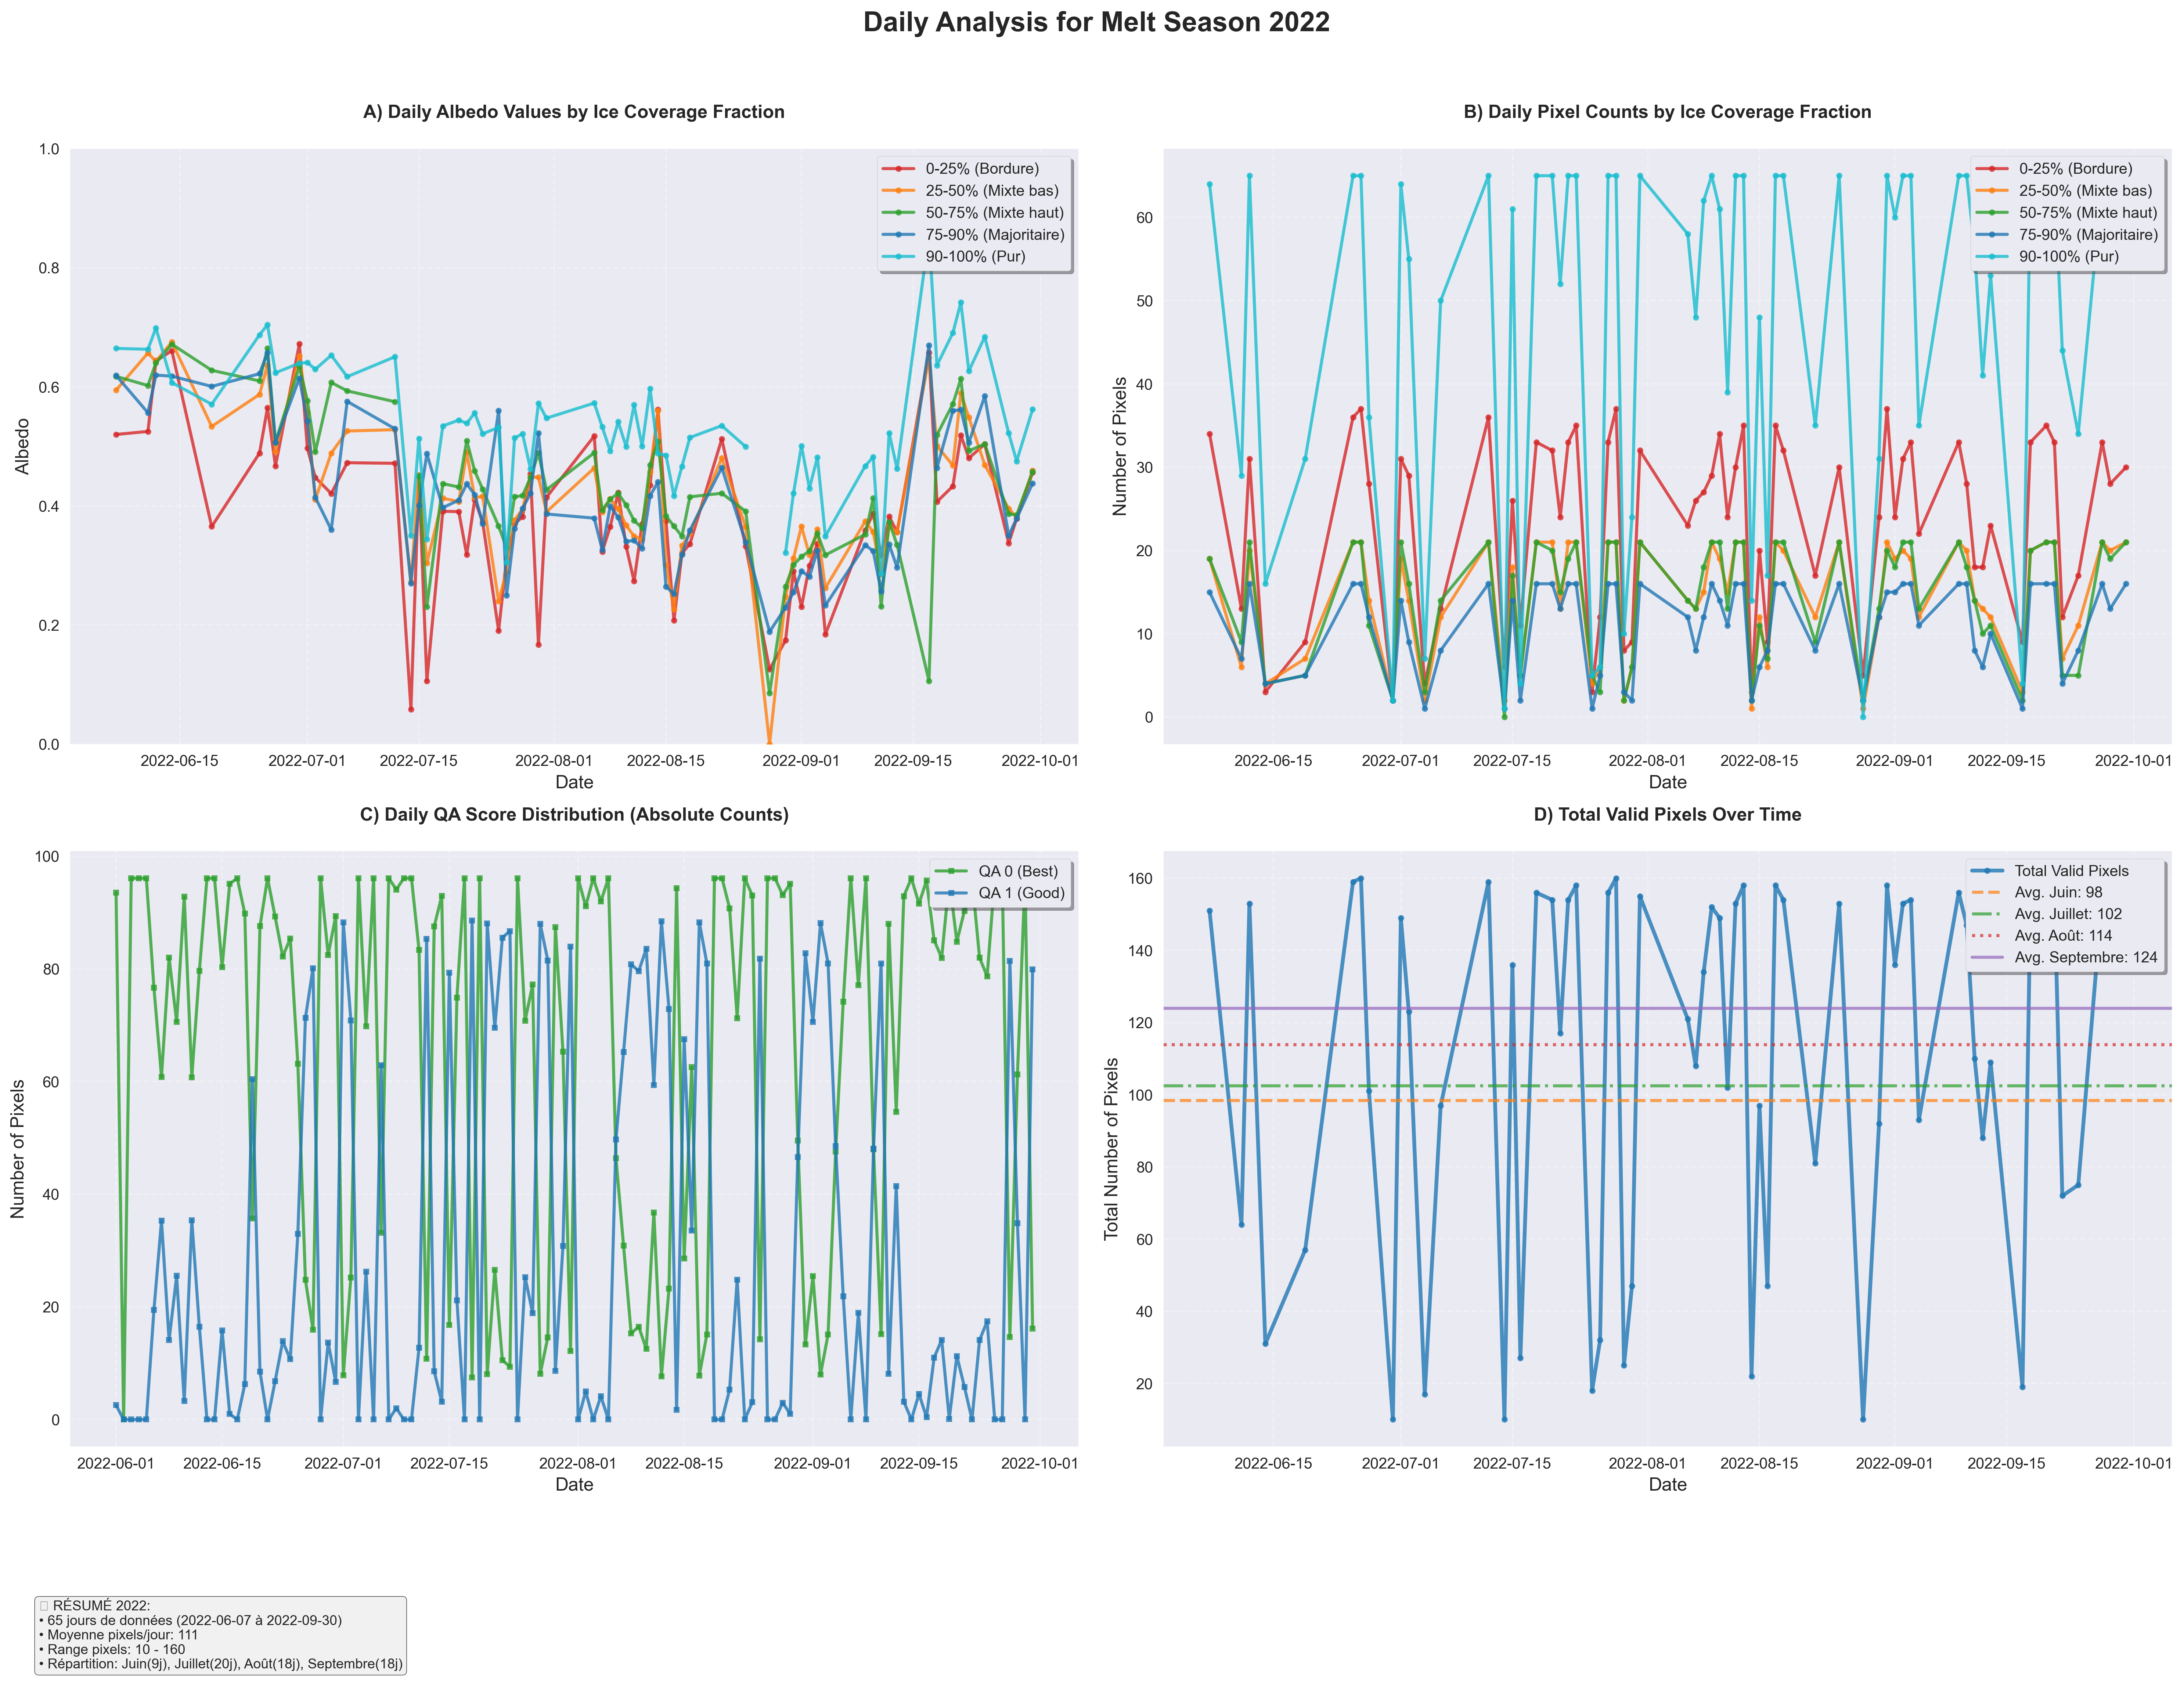 Daily Analysis for Melt Season 2022
A) Daily Albedo Values by Ice Coverage Fraction
1.0
0.8
0.6
0.4
0.2
0.0
Albedo
0-25% (Bordure)
25-50% (Mixte bas)
50-75% (Mixte haut)
75-90% (Majoritaire)
90-100% (Pur)
2022-06-15
2022-07-01
2022-07-15
2022-08-01
2022-08-15
2022-09-01
2022-09-15
2022-10-01
Date
B) Daily Pixel Counts by Ice Coverage Fraction
60
50
40
30
20
10
0
Number of Pixels
0-25% (Bordure)
25-50% (Mixte bas)
50-75% (Mixte haut)
75-90% (Majoritaire)
90-100% (Pur)
2022-06-15
2022-07-01
2022-07-15
2022-08-01
2022-08-15
2022-09-01
2022-09-15
2022-10-01
Date
C) Daily QA Score Distribution (Absolute Counts)
100
80
60
40
20
0
Number of Pixels
QA 0 (Best)
QA 1 (Good)
2022-06-01
2022-06-15
2022-07-01
2022-07-15
2022-08-01
2022-08-15
2022-09-01
2022-09-15
2022-10-01
Date
D) Total Valid Pixels Over Time
160
140
120
100
80
60
40
20
Total Number of Pixels
Total Valid Pixels
Avg. Juin: 98
Avg. Juillet: 102
Avg. Août: 114
Avg. Septembre: 124
2022-06-15
2022-07-01
2022-07-15
2022-08-01
2022-08-15
2022-09-01
2022-09-15
2022-10-01
Date
RÉSUMÉ 2022:
• 65 jours de données (2022-06-07 à 2022-09-30)
• Moyenne pixels/jour: 111
• Range pixels: 10 - 160
• Répartition: Juin(9j), Juillet(20j), Août(18j), Septembre(18j)